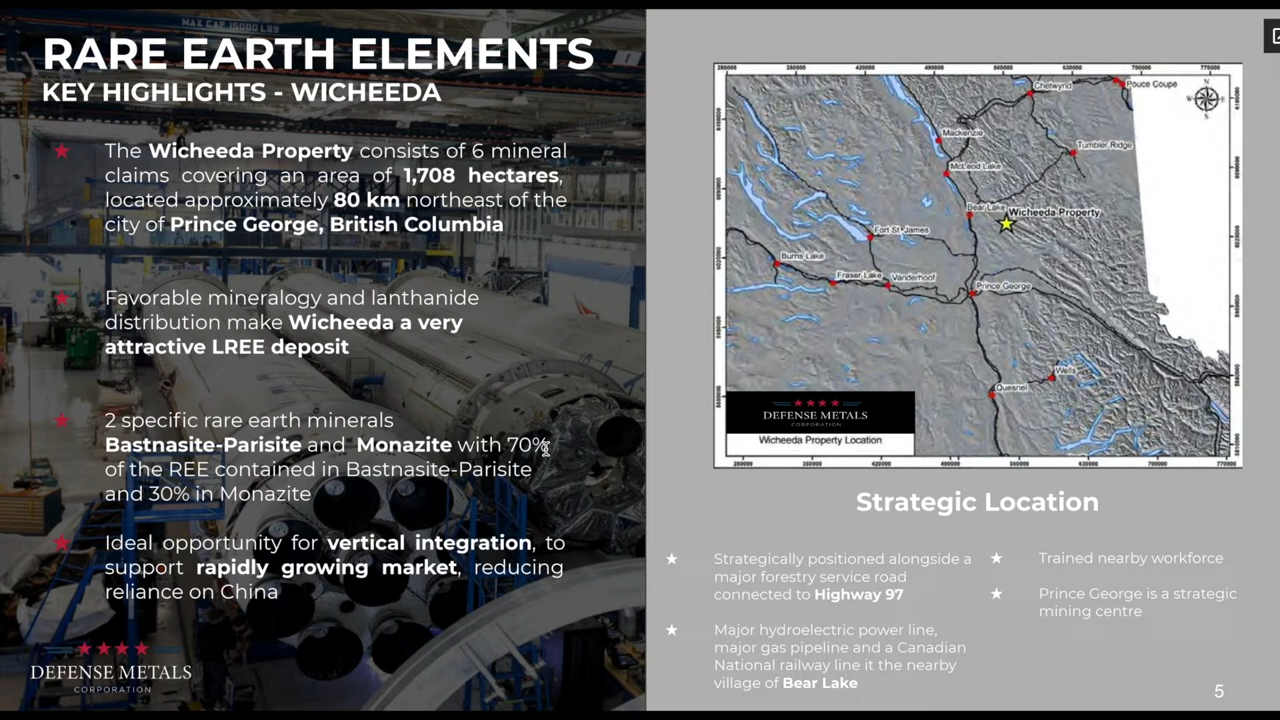 MAX CAP 15000 LBS
RARE EARTH ELEMENTS
KEY HIGHLIGHTS - WICHEEDA
The Wicheeda Property consists of 6 mineral
claims covering an area of 1,708 hectares,
located approximately 80 km northeast of the
city of Prince George, British Columbia
Favorable mineralogy and lanthanide
distribution make Wicheeda a very
attractive LREE deposit
2 specific rare earth minerals
Bastnasite-Parisite and Monazite with 70%
of the REE contained in Bastnasite-Parisite
and 30% in Monazite
Ideal opportunity for vertical integration, to
support rapidly growing market, reducing
reliance on China
DEFENSE METALS
CORPORATION
Chetwynd
Pouce Coupe
N
W
E
S
Mackenzie
Tumbler Ridge
McLeod Lake
Bear Lake
Wicheeda Property
Fort St-James
Burns Lake
Fraser Lake
Vanderhoof
Prince George
Wells
Quesnel
DEFENSE METALS
CORPORATION
Wicheeda Property Location
Strategic Location
Strategically positioned alongside a
major forestry service road
connected to Highway 97
Major hydroelectric power line,
major gas pipeline and a Canadian
National railway line it the nearby
village of Bear Lake
Trained nearby workforce
Prince George is a strategic
mining centre
5